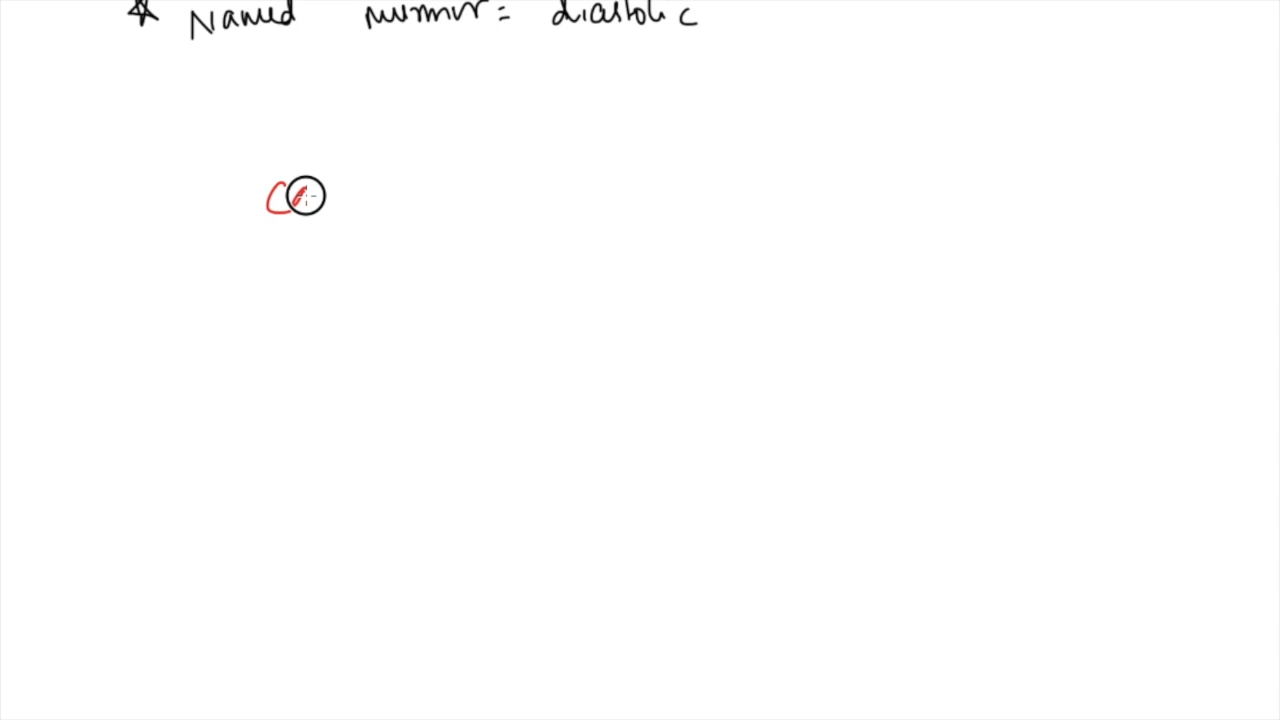 ☆ Named murmur = diastolic
C